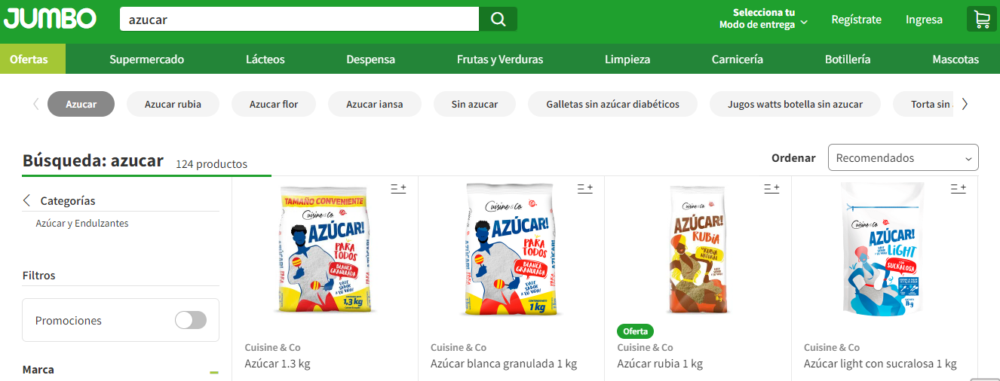 JUMBO
azucar
Selecciona tu
Modo de entrega
Regístrate
Ingresa
Ofertas
Supermercado
Lácteos
Despensa
Frutas y Verduras
Limpieza
Carnicería
Botillería
Mascotas
Azucar
Azucar rubia
Azucar flor
Azucar iansa
Sin azucar
Galletas sin azúcar diabéticos
Jugos watts botella sin azucar
Torta sin
Búsqueda: azucar
124 productos
Ordenar
Recomendados
Categorías
Azúcar y Endulzantes
Filtros
Promociones
Marca
TAMAÑO CONVENIENTE
Cuisine & Co
AZÚCAR!
PARA
TODOS
BLANCA
GRANULADA
1,3 kg
Cuisine & Co
Azúcar 1.3 kg
Cuisine & Co
AZÚCAR!
PARA
TODOS
BLANCA
GRANULADA
1 kg
Cuisine & Co
Azúcar blanca granulada 1 kg
Cuisine & Co
AZÚCAR!
RUBIA
1kg
Oferta
Cuisine & Co
Azúcar rubia 1 kg
Cuisine & Co
AZÚCAR!
LIGHT
CON
SUCRALOSA
1kg
Cuisine & Co
Azúcar light con sucralosa 1 kg